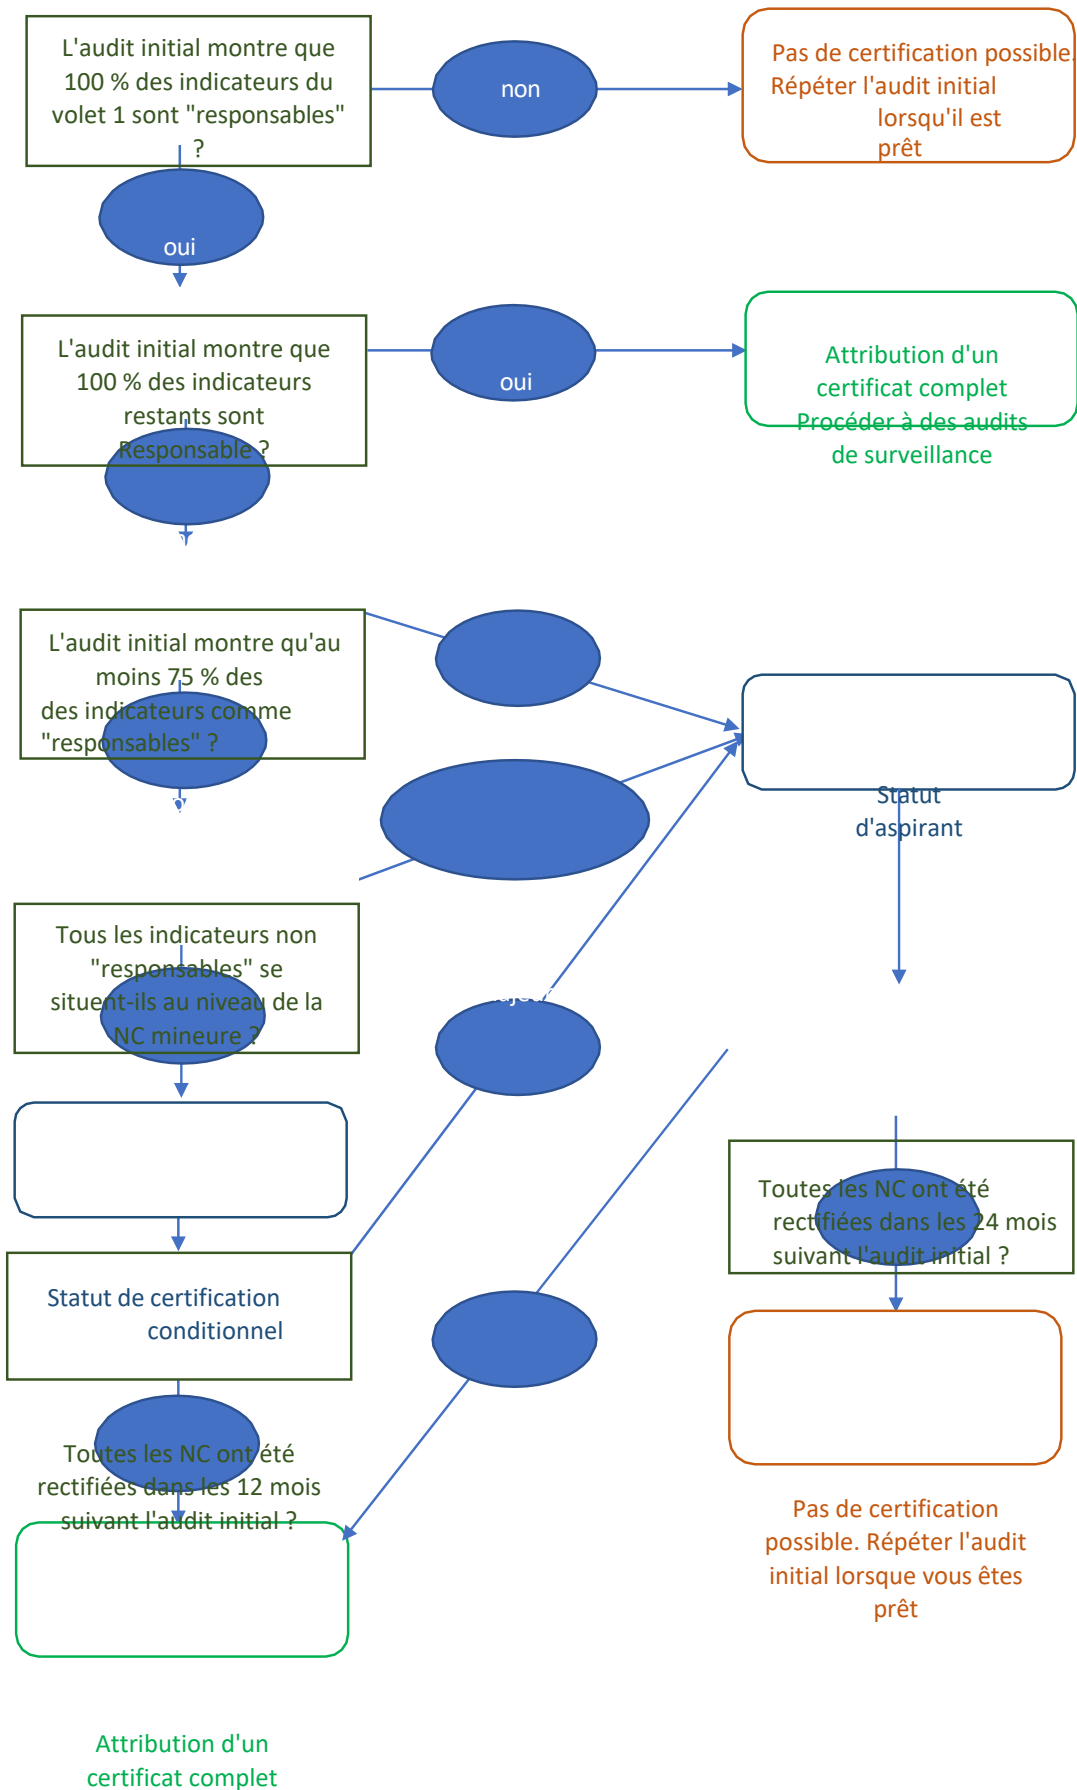 L'audit initial montre que
100 % des indicateurs du
volet 1 sont "responsables"
?
non
Pas de certification possible.
Répéter l'audit initial
lorsqu'il est
prêt
oui
L'audit initial montre que
100 % des indicateurs
restants sont
Responsable ?
oui
Attribution d'un
certificat complet
Procéder à des audits
de surveillance
L'audit initial montre qu'au
moins 75 % des
des indicateurs comme
"responsables" ?
Statut
d'aspirant
Tous les indicateurs non
"responsables" se
situent-ils au niveau de la
NC mineure ?
Toutes les NC ont été
rectifiées dans les 24 mois
suivant l'audit initial ?
Statut de certification
conditionnel
Toutes les NC ont été
rectifiées dans les 12 mois
suivant l'audit initial ?
Pas de certification
possible. Répéter l'audit
initial lorsque vous êtes
prêt
Attribution d'un
certificat complet